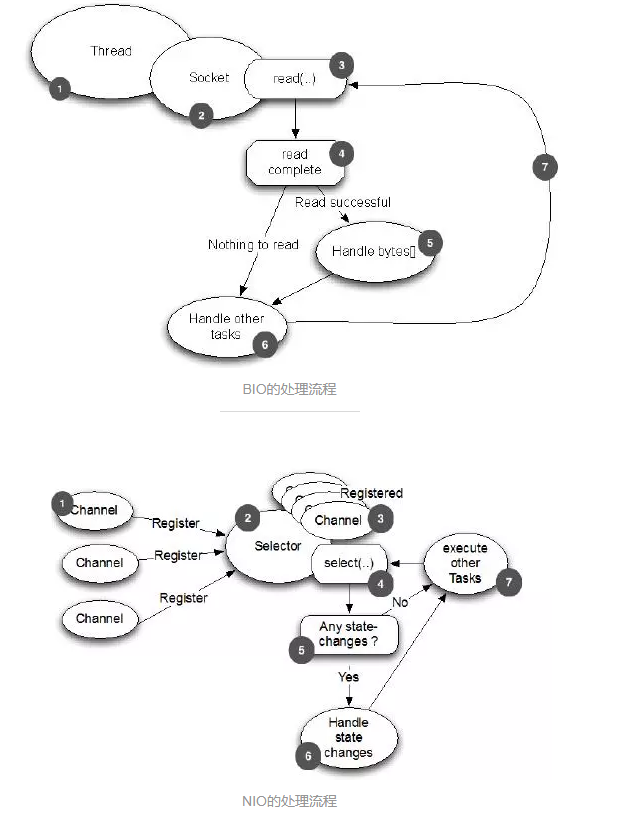 Thread
1
Socket
2
read(..)
3
read
complete
4
Read successful
Nothing to read
Handle bytes[]
5
7
Handle other
tasks
6
BIO的处理流程
1
Channel
Register
Channel
Register
Channel
Register
2
Selector
Registered
Channel
3
select(..)
4
execute
other
Tasks
7
No
Any state-
changes ?
5
Yes
Handle
state
changes
6
NIO的处理流程